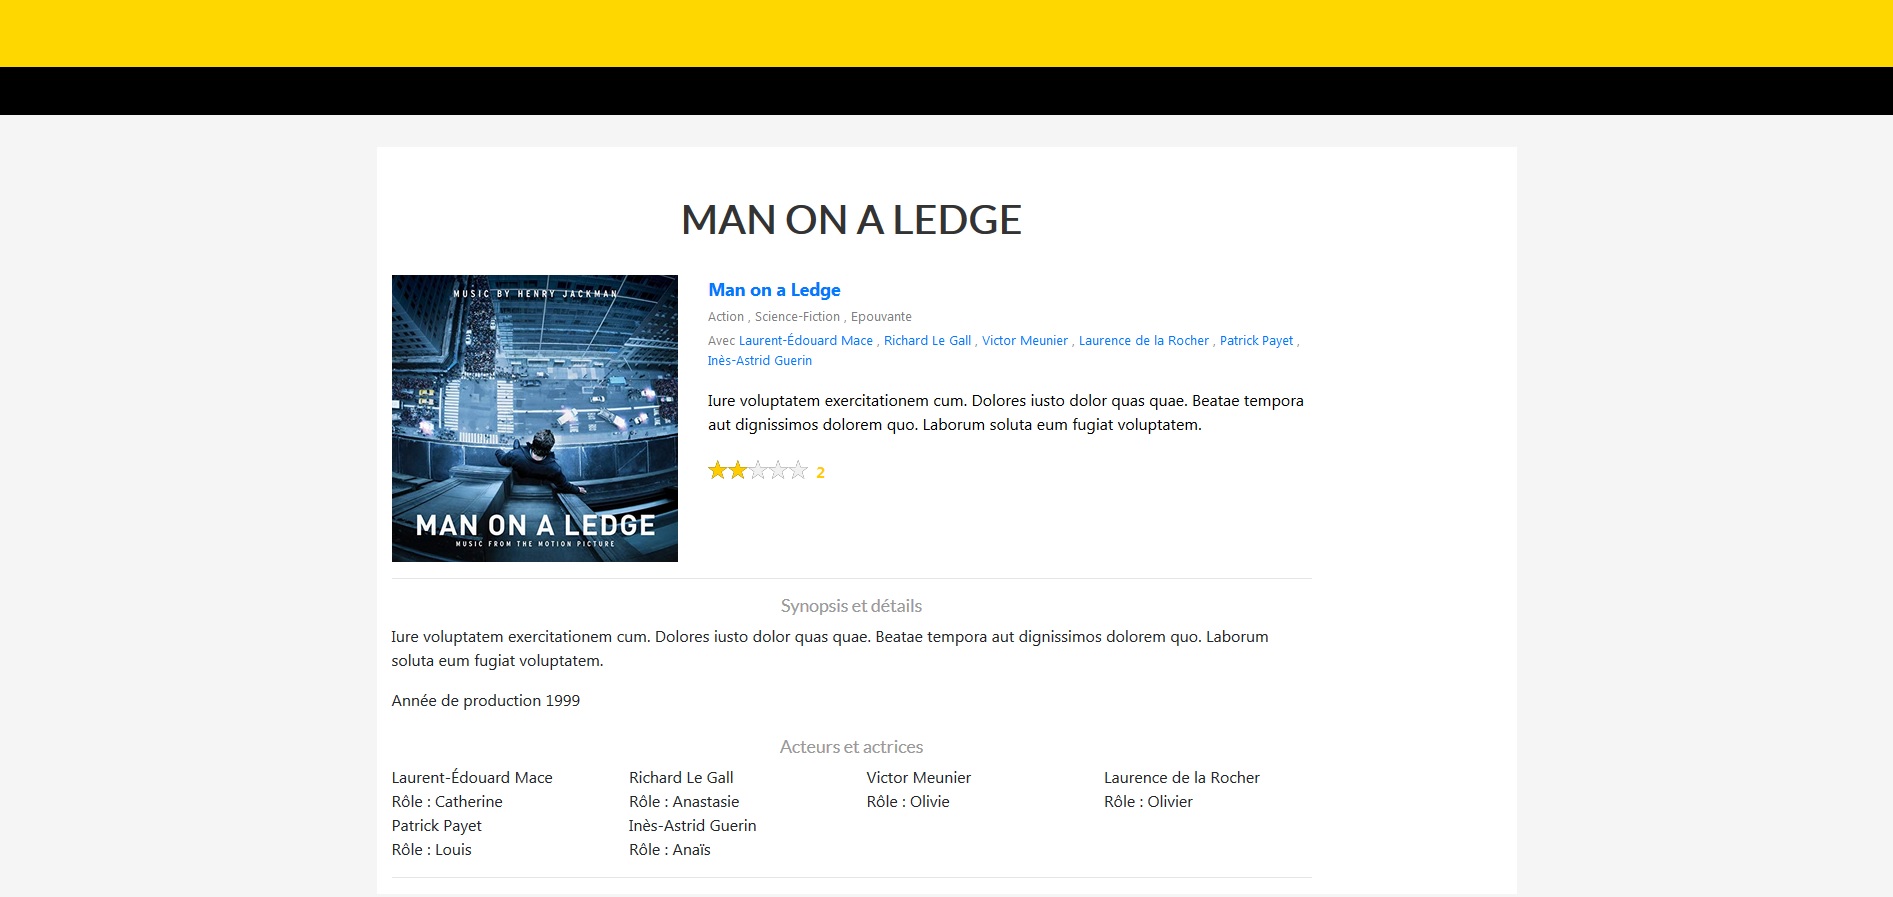 MAN ON A LEDGE
MUSIC BY HENRY JACKMAN
MAN ON A LEDGE
MUSIC FROM THE MOTION PICTURE
Man on a Ledge
Action , Science-Fiction , Epouvante
Avec Laurent-Édouard Mace , Richard Le Gall , Victor Meunier , Laurence de la Rocher , Patrick Payet ,
Inès-Astrid Guerin
Iure voluptatem exercitationem cum. Dolores iusto dolor quas quae. Beatae tempora
aut dignissimos dolorem quo. Laborum soluta eum fugiat voluptatem.
2
Synopsis et détails
Iure voluptatem exercitationem cum. Dolores iusto dolor quas quae. Beatae tempora aut dignissimos dolorem quo. Laborum
soluta eum fugiat voluptatem.
Année de production 1999
Acteurs et actrices
Laurent-Édouard Mace
Rôle : Catherine
Richard Le Gall
Rôle : Anastasie
Victor Meunier
Rôle : Olivie
Laurence de la Rocher
Rôle : Olivier
Patrick Payet
Rôle : Louis
Inès-Astrid Guerin
Rôle : Anaïs